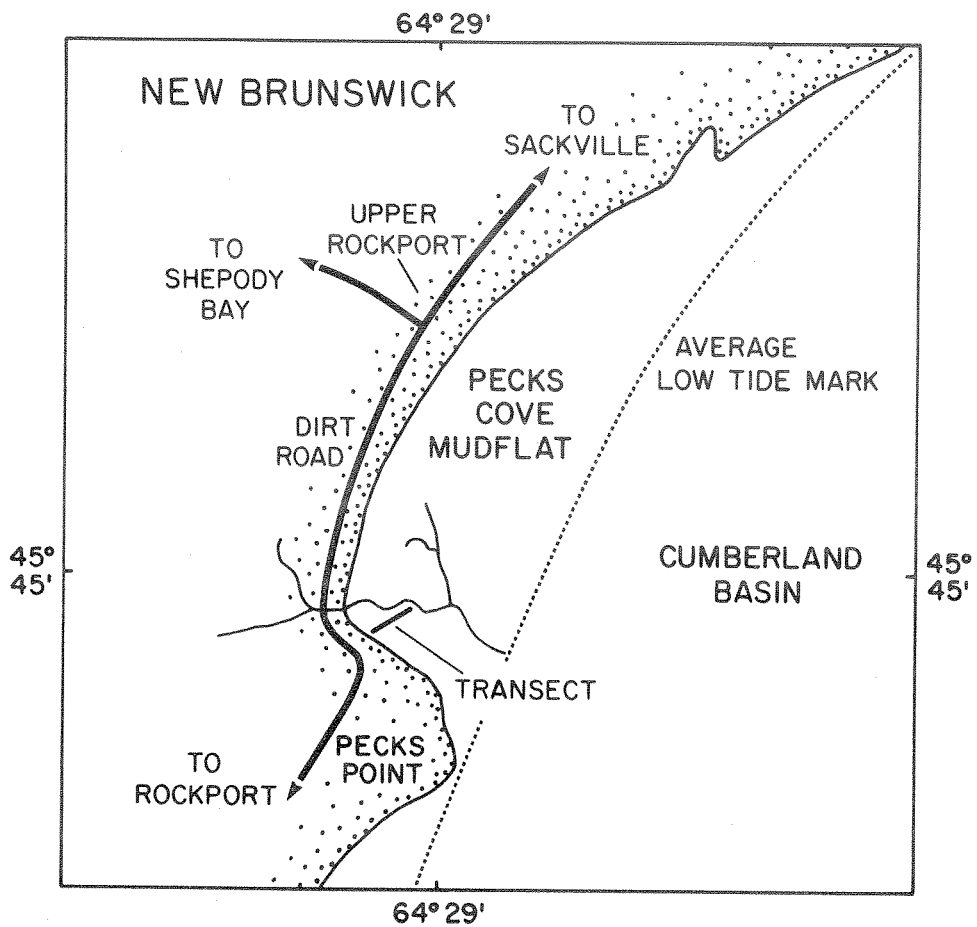 64° 29'
NEW BRUNSWICK
TO
SACKVILLE
UPPER
ROCKPORT
TO
SHEPODY
BAY
AVERAGE
LOW TIDE MARK
PECKS
COVE
MUDFLAT
DIRT
ROAD
45°
45'
CUMBERLAND
BASIN
45°
45'
TRANSECT
PECKS
POINT
TO
ROCKPORT
64° 29'